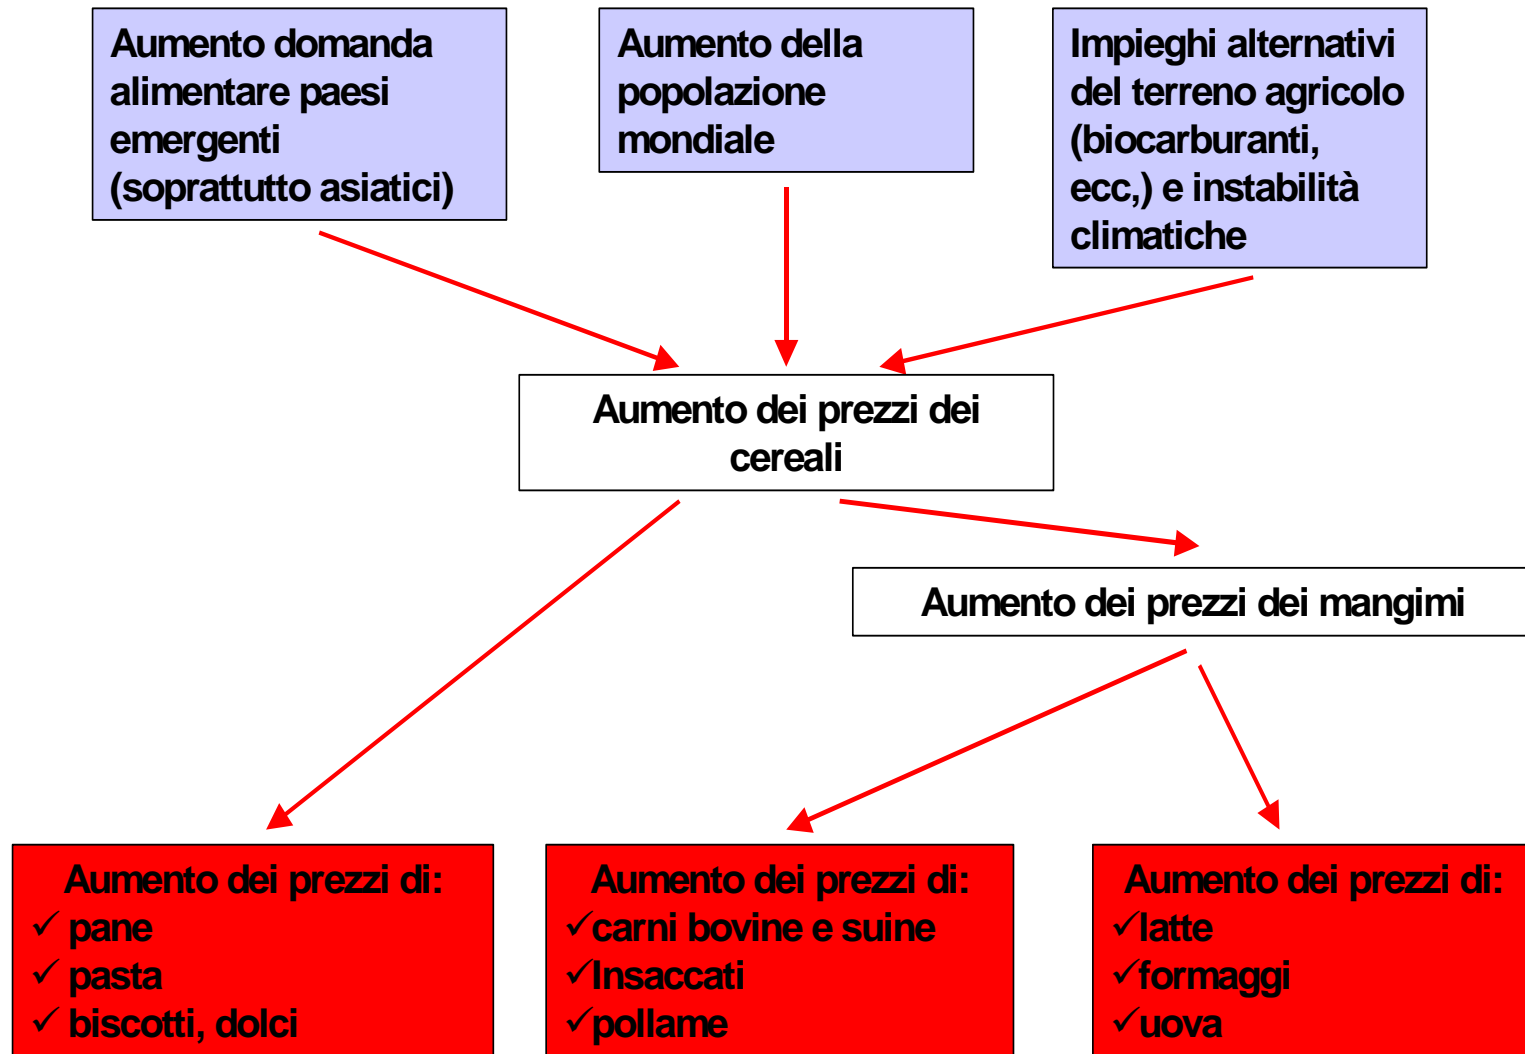 Aumento domanda
alimentare paesi
emergenti
(soprattutto asiatici)
Aumento della
popolazione
mondiale
Impieghi alternativi
del terreno agricolo
(biocarburanti,
ecc,) e instabilità
climatiche
Aumento dei prezzi dei
cereali
Aumento dei prezzi dei mangimi
Aumento dei prezzi di:
✓ pane
✓ pasta
✓ biscotti, dolci
Aumento dei prezzi di:
✓carni bovine e suine
✓Insaccati
✓pollame
Aumento dei prezzi di:
✓latte
✓formaggi
✓uova